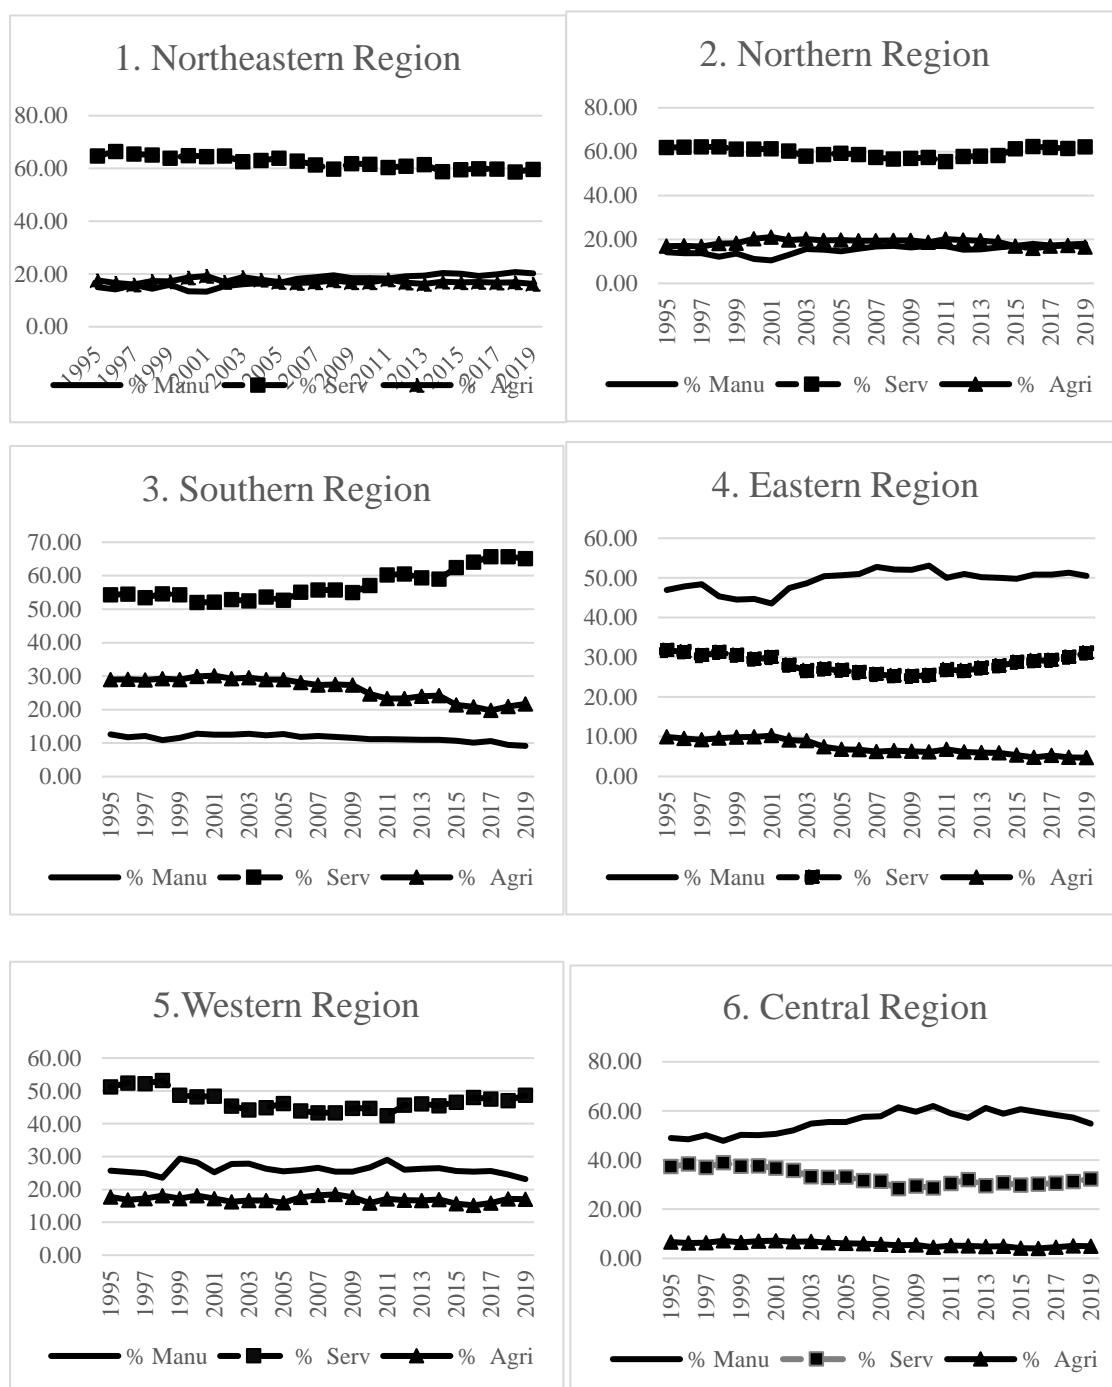 1. Northeastern Region
80.00
60.00
40.00
20.00
0.00
1995 1997 1999 2001 2003 2005 2007 2009 2011 2013 2015 2017 2019
% Manu % Serv % Agri
2. Northern Region
80.00
60.00
40.00
20.00
0.00
1995 1997 1999 2001 2003 2005 2007 2009 2011 2013 2015 2017 2019
% Manu % Serv % Agri
3. Southern Region
70.00
60.00
50.00
40.00
30.00
20.00
10.00
0.00
1995 1997 1999 2001 2003 2005 2007 2009 2011 2013 2015 2017 2019
% Manu % Serv % Agri
4. Eastern Region
60.00
50.00
40.00
30.00
20.00
10.00
0.00
1995 1997 1999 2001 2003 2005 2007 2009 2011 2013 2015 2017 2019
% Manu % Serv % Agri
5.Western Region
60.00
50.00
40.00
30.00
20.00
10.00
0.00
1995 1997 1999 2001 2003 2005 2007 2009 2011 2013 2015 2017 2019
% Manu % Serv % Agri
6. Central Region
80.00
60.00
40.00
20.00
0.00
1995 1997 1999 2001 2003 2005 2007 2009 2011 2013 2015 2017 2019
% Manu % Serv % Agri